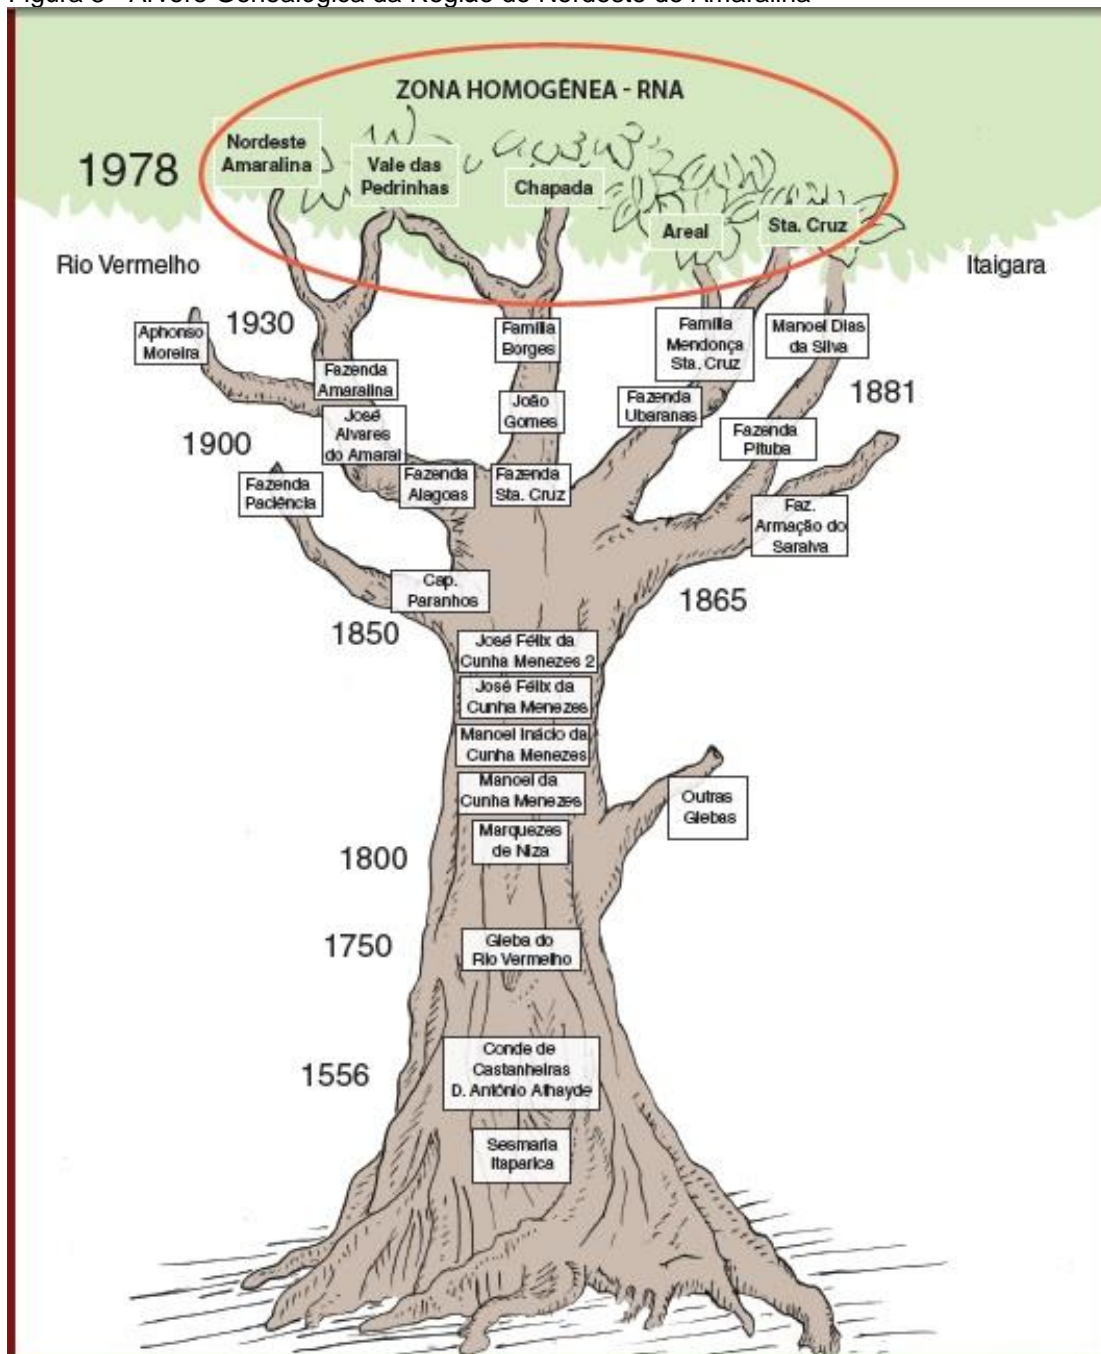 Figura 3 - Árvore Genealógica da Região do Nordeste de Amaralina
ZONA HOMOGÊNEA - RNA
1978
Nordeste
Amaralina
Vale das
Pedrinhas
Chapada
Areal
Sta. Cruz
Rio Vermelho
Itaigara
Aphonso
Moreira
1930
Fazenda
Amaralina
Família
Borges
Família
Mendonça
Sta. Cruz
Manoel Dias
da Silva
1881
José
Alvares
do Amaral
João
Gomes
Fazenda
Ubaranas
Fazenda
Pituba
1900
Fazenda
Paciência
Fazenda
Alagoas
Fazenda
Sta. Cruz
Faz.
Armação do
Saraiva
Cap.
Paranhos
1865
1850
José Félix da
Cunha Menezes 2
José Félix da
Cunha Menezes
Manoel Inácio da
Cunha Menezes
Manoel da
Cunha Menezes
Outras
Glebas
Marquezes
de Niza
1800
1750
Gleba do
Rio Vermelho
1556
Conde de
Castanheiras
D. Antônio Athayde
Sesmaria
Itaparica